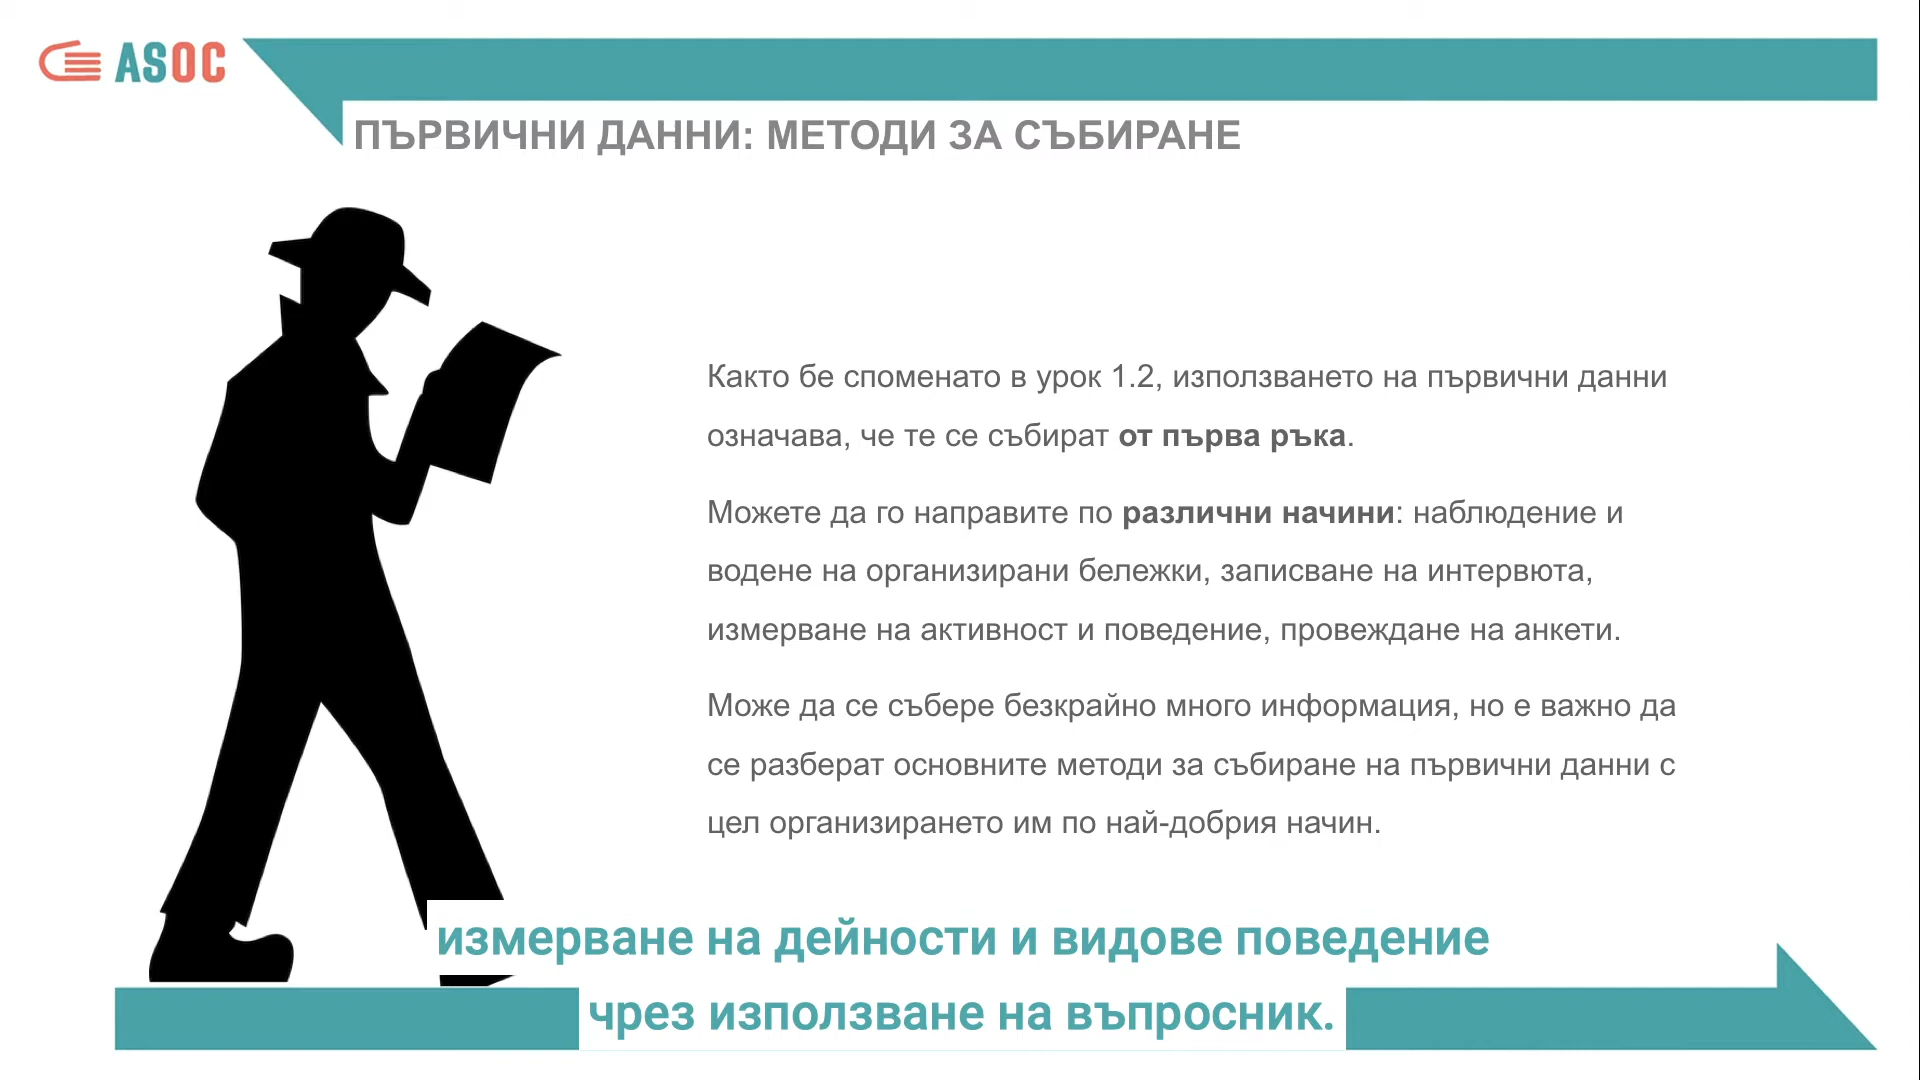 ASOC
ПЪРВИЧНИ ДАННИ: МЕТОДИ ЗА СЪБИРАНЕ
Както бе споменато в урок 1.2, използването на първични данни
означава, че те се събират от първа ръка.
Можете да го направите по различни начини: наблюдение и
водене на организирани бележки, записване на интервюта,
измерване на активност и поведение, провеждане на анкети.
Може да се събере безкрайно много информация, но е важно да
се разберат основните методи за събиране на първични данни с
цел организирането им по най-добрия начин.
измерване на дейности и видове поведение
чрез използване на въпросник.